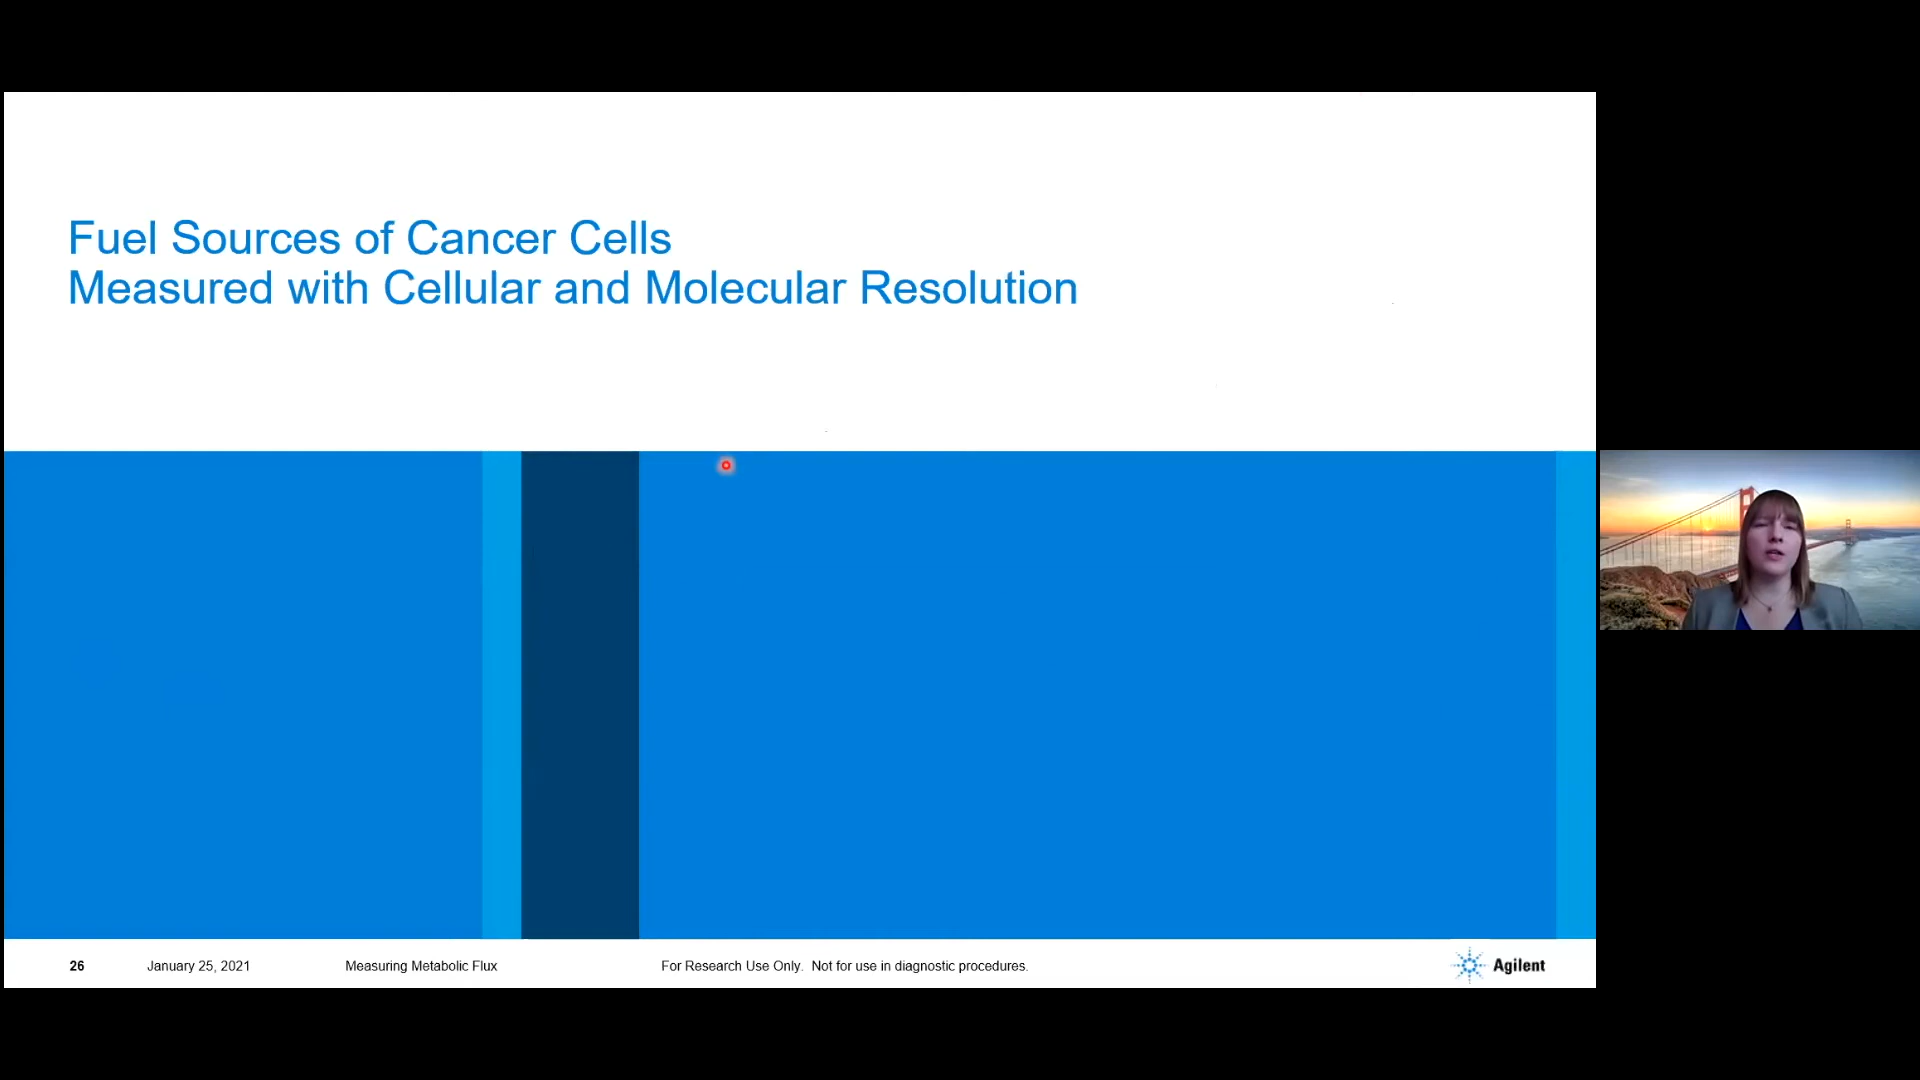 Fuel Sources of Cancer Cells
Measured with Cellular and Molecular Resolution
26 January 25, 2021 Measuring Metabolic Flux For Research Use Only. Not for use in diagnostic procedures. Agilent